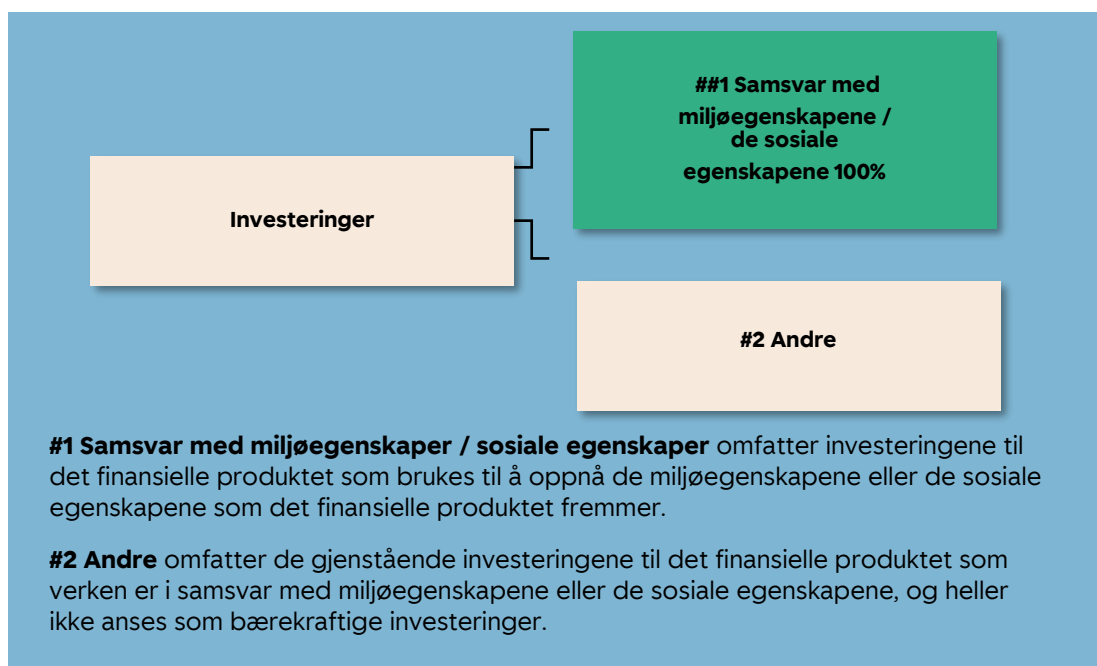 ##1 Samsvar med
miljøegenskapene /
de sosiale
egenskapene 100%
Investeringer
#2 Andre
#1 Samsvar med miljøegenskaper / sosiale egenskaper omfatter investeringene til
det finansielle produktet som brukes til å oppnå de miljøegenskapene eller de sosiale
egenskapene som det finansielle produktet fremmer.
#2 Andre omfatter de gjenstående investeringene til det finansielle produktet som
verken er i samsvar med miljøegenskapene eller de sosiale egenskapene, og heller
ikke anses som bærekraftige investeringer.